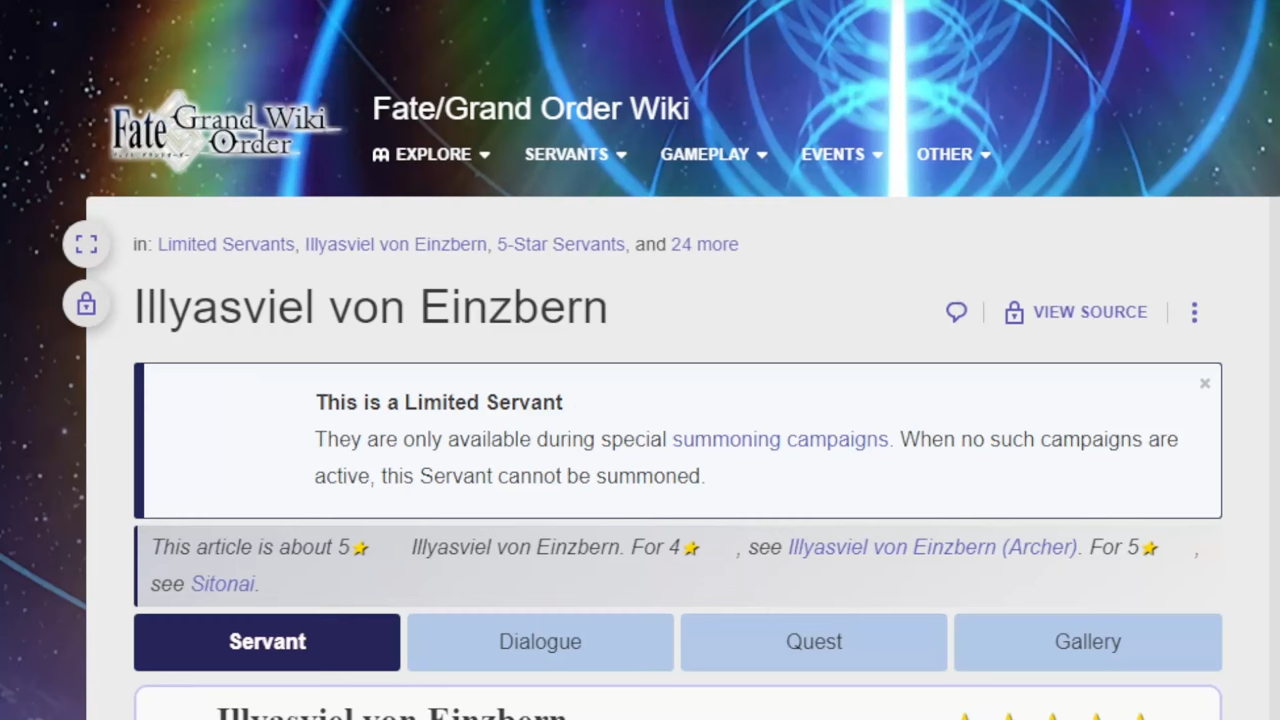 Fate Grand Wiki
Order
Fate/Grand Order Wiki
EXPLORE SERVANTS GAMEPLAY EVENTS OTHER
in: Limited Servants, Illyasviel von Einzbern, 5-Star Servants, and 24 more
Illyasviel von Einzbern
VIEW SOURCE
This is a Limited Servant
They are only available during special summoning campaigns. When no such campaigns are
active, this Servant cannot be summoned.
This article is about 5 Illyasviel von Einzbern. For 4 , see Illyasviel von Einzbern (Archer). For 5 ,
see Sitonai.
Servant Dialogue Quest Gallery
Illyasviel von Einzbern